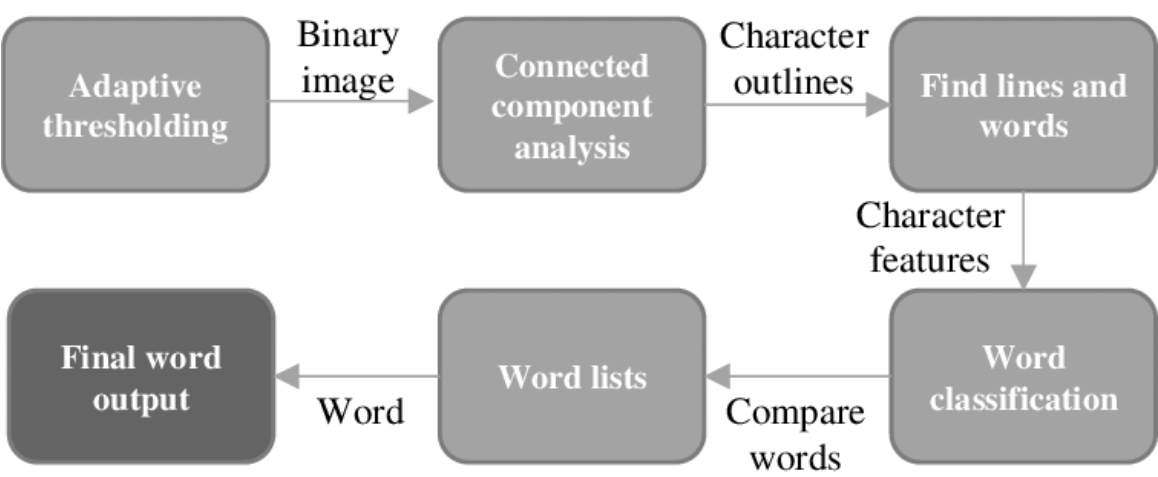 Adaptive
thresholding
Binary
image
Connected
component
analysis
Character
outlines
Find lines and
words
Character
features
Word
classification
Compare
words
Word lists
Word
Final word
output